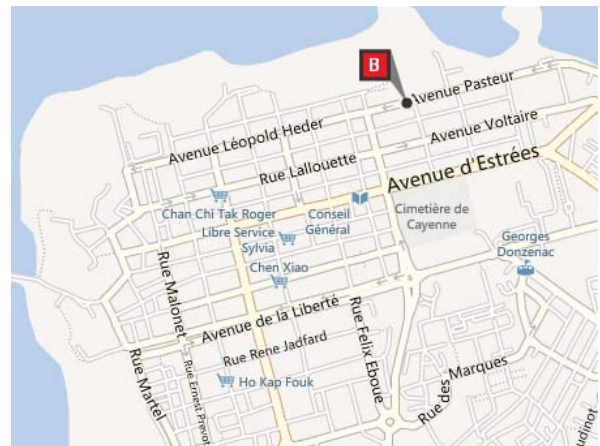 B
Avenue Pasteur
Avenue Léopold Heder
Avenue Voltaire
Rue Lallouette
Avenue d'Estrées
Chan Chi Tak Roger
Libre Service
Sylvia
Conseil
Général
Cimetière de
Cayenne
Georges
Donzenac
Chen Xiao
Rue Malonet
Avenue de la Liberté
Rue Felix Eboue
Rue Rene Jadfard
Rue Martel
Rue Ernest Prevot
Ho Kap Fouk
Rue des Marques
udinot